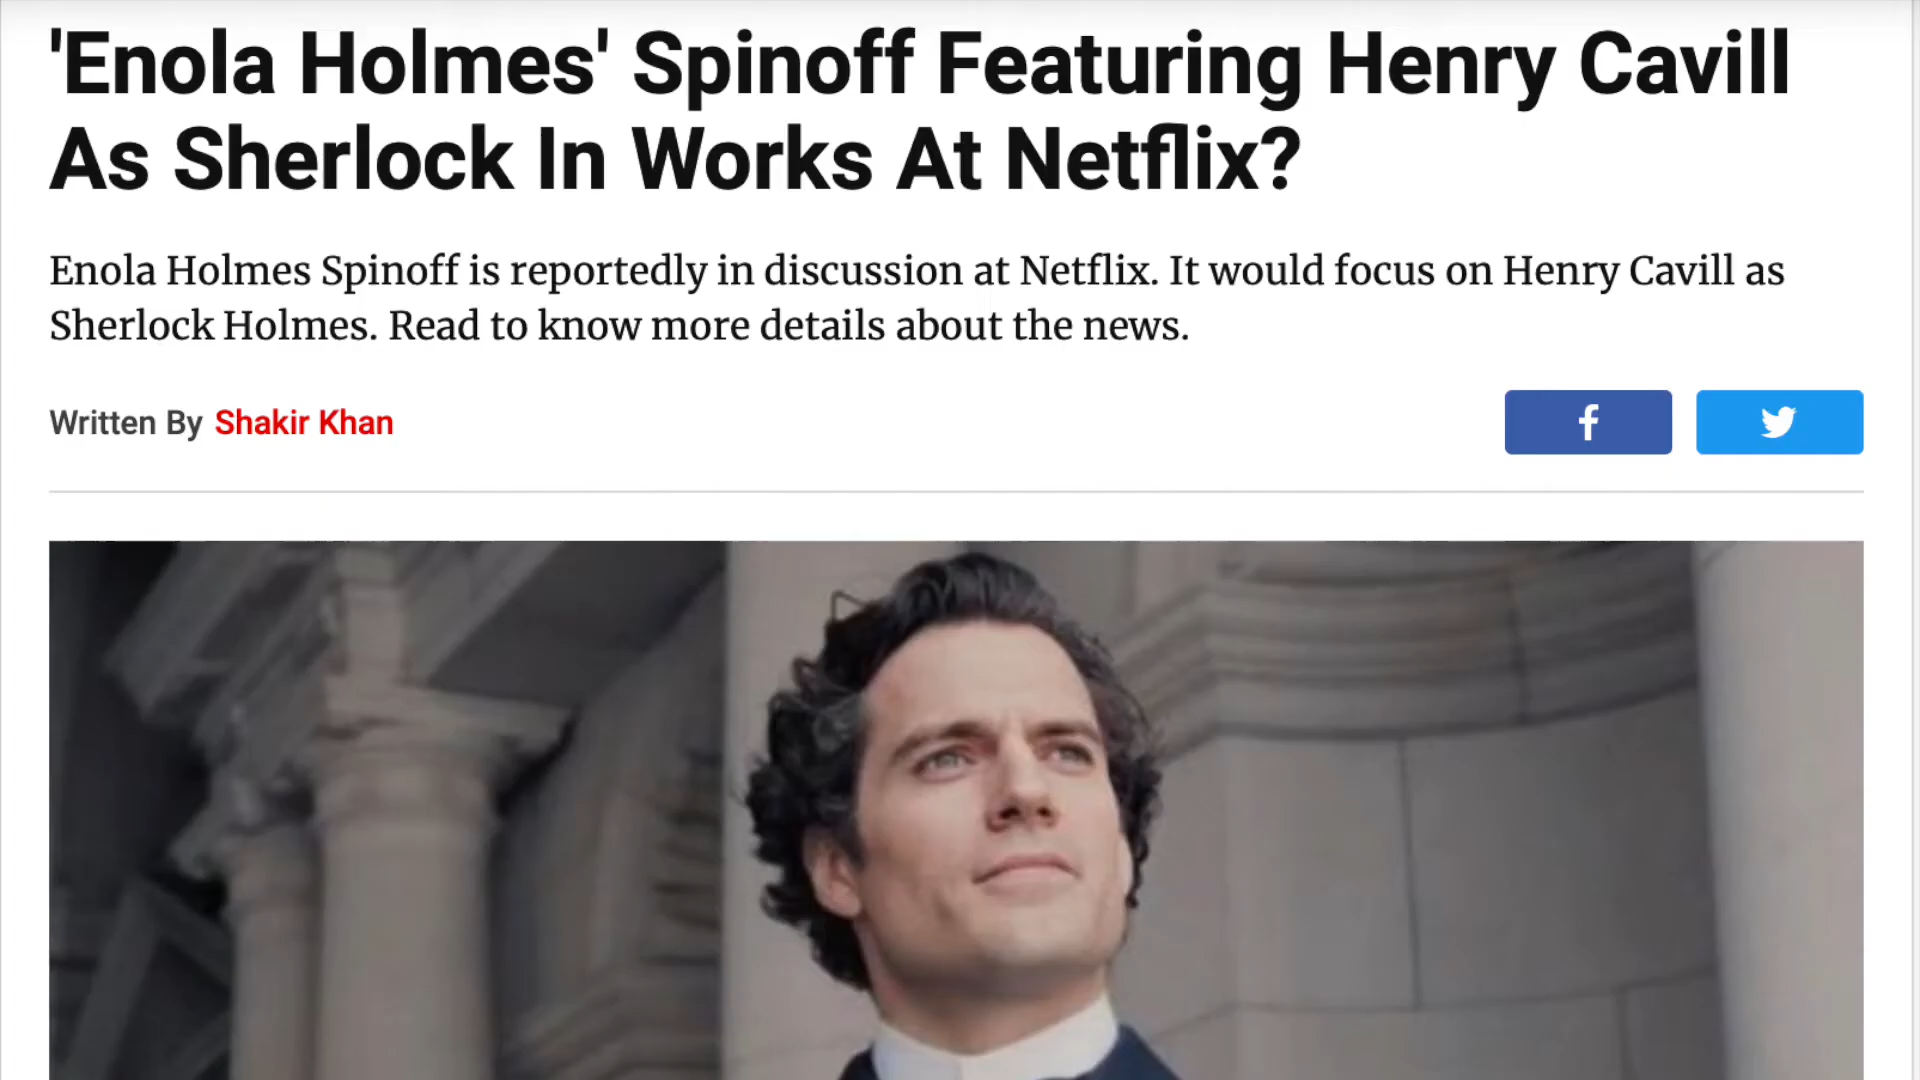 'Enola Holmes' Spinoff Featuring Henry Cavill
As Sherlock In Works At Netflix?
Enola Holmes Spinoff is reportedly in discussion at Netflix. It would focus on Henry Cavill as
Sherlock Holmes. Read to know more details about the news.
Written By Shakir Khan